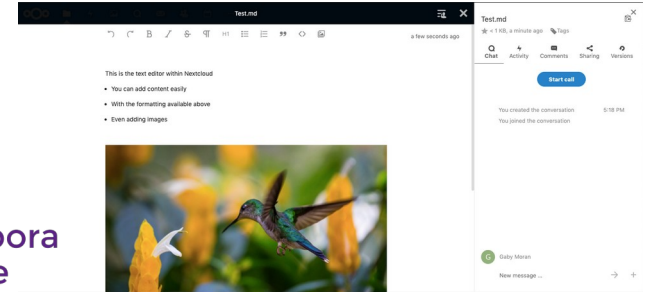 Test.md
a few seconds ago
This is the text editor within Nextcloud
• You can add content easily
• With the formatting available above
• Even adding images
Test.md
< 1 KB, a minute ago Tags
Chat Activity Comments Sharing Versions
Start call
You created the conversation 5:18 PM
You joined the conversation
G Gaby Moran
New message ...